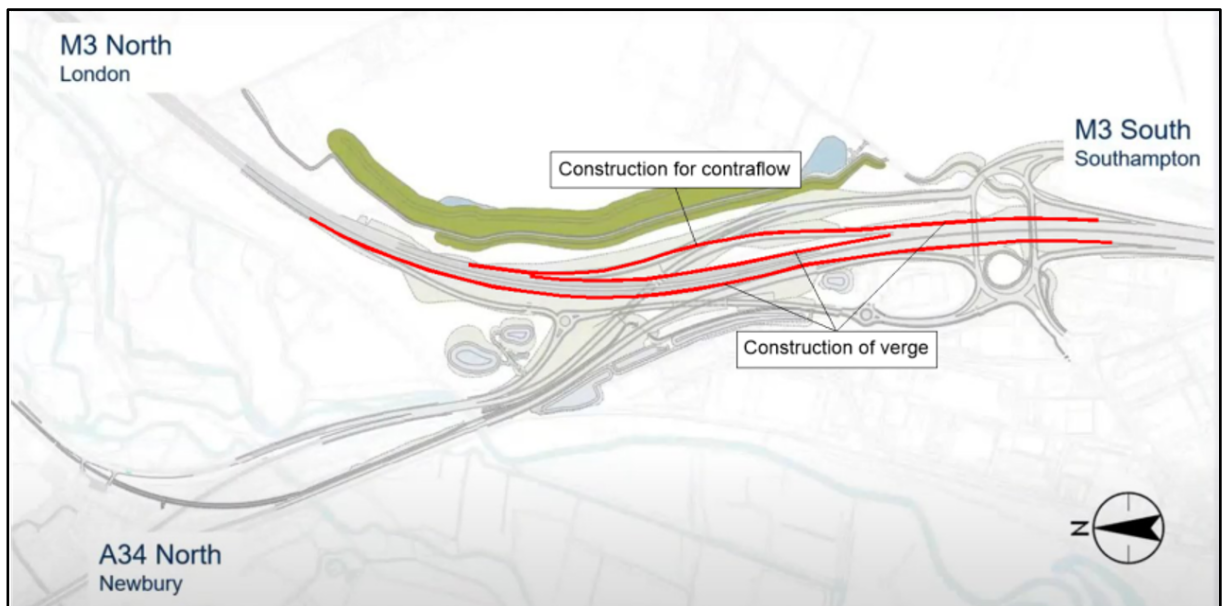 M3 North
London
M3 South
Southampton
Construction for contraflow
Construction of verge
A34 North
Newbury
N